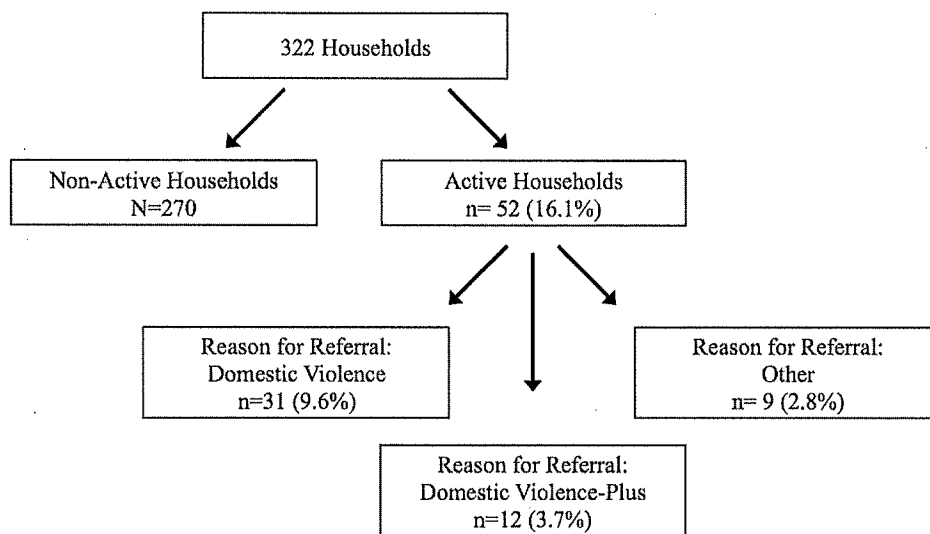 322 Households
Non-Active Households
N=270
Active Households
n= 52 (16.1%)
Reason for Referral:
Domestic Violence
n=31 (9.6%)
Reason for Referral:
Other
n= 9 (2.8%)
Reason for Referral:
Domestic Violence-Plus
n=12 (3.7%)